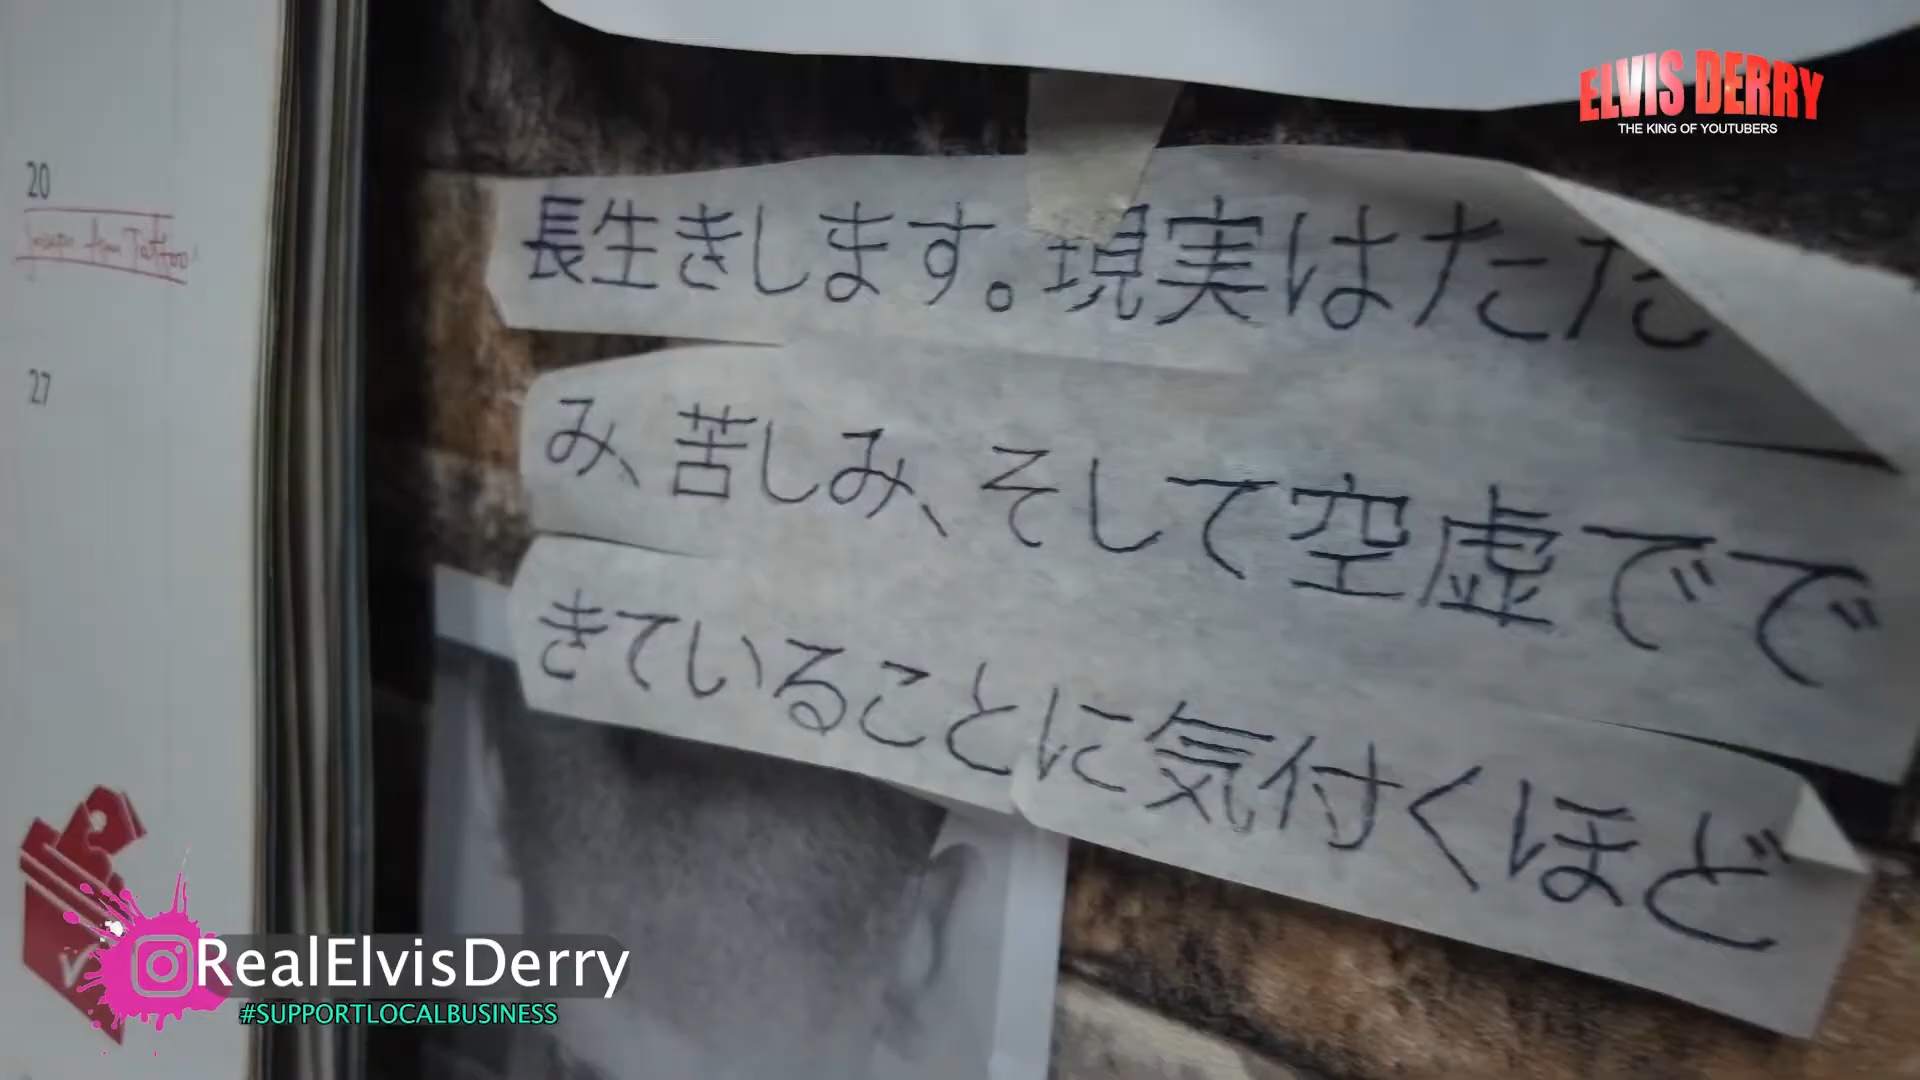 ELVIS DERRY
THE KING OF YOUTUBERS
20
Tattoo
27
長生きします。現実はただ
み、苦しみ、そして空虚でで
きていることに気付くほど
RealElvisDerry
#SUPPORTLOCALBUSINESS